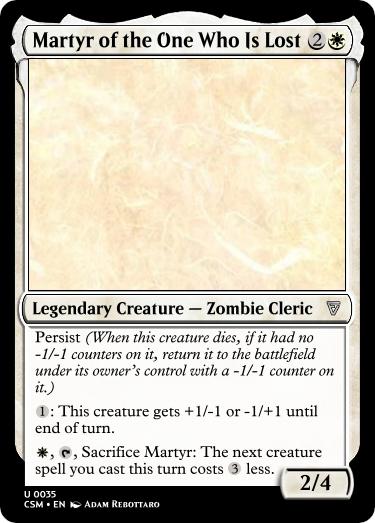 Martyr of the One Who Is Lost 2
Legendary Creature — Zombie Cleric
Persist (When this creature dies, if it had no
-1/-1 counters on it, return it to the battlefield
under its owner's control with a -1/-1 counter on
it.)
1: This creature gets +1/-1 or -1/+1 until
end of turn.
, , Sacrifice Martyr: The next creature
spell you cast this turn costs 3 less.
2/4
U 0035
CSM • EN Adam Rebottaro